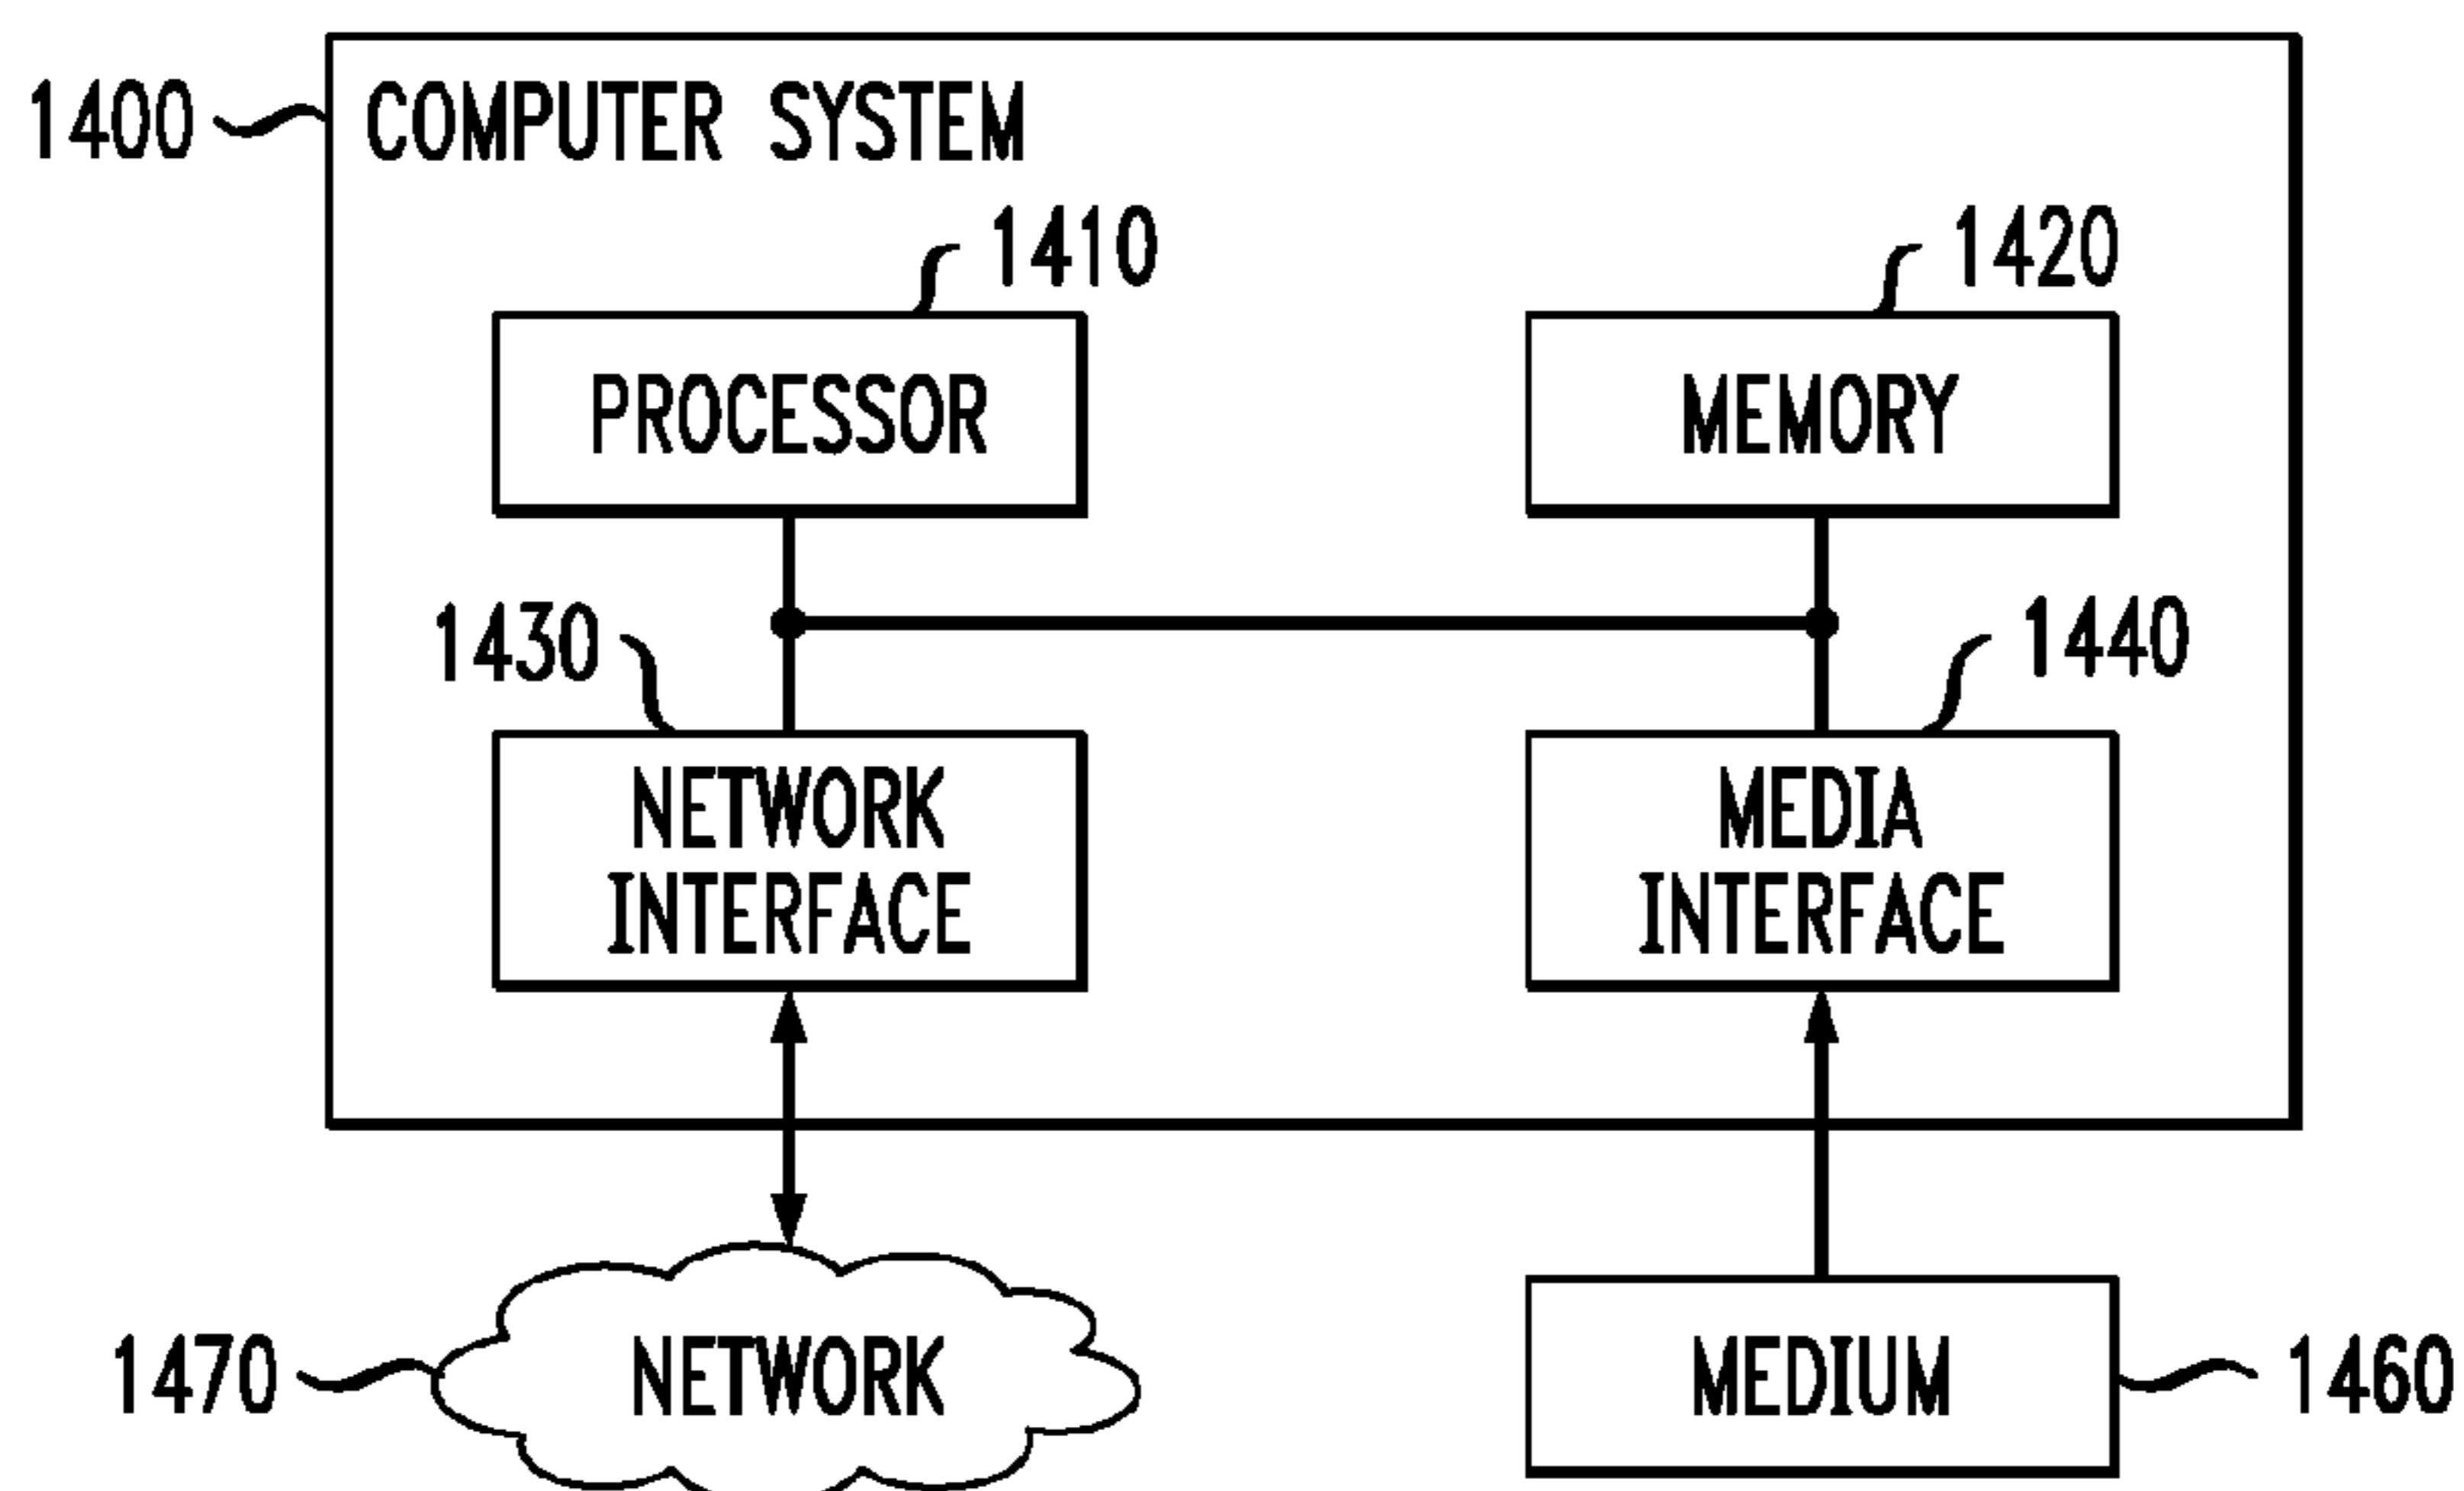 1400 COMPUTER SYSTEM
1410
1420
PROCESSOR
MEMORY
1430
1440
NETWORK
INTERFACE
MEDIA
INTERFACE
1470
NETWORK
MEDIUM
1460